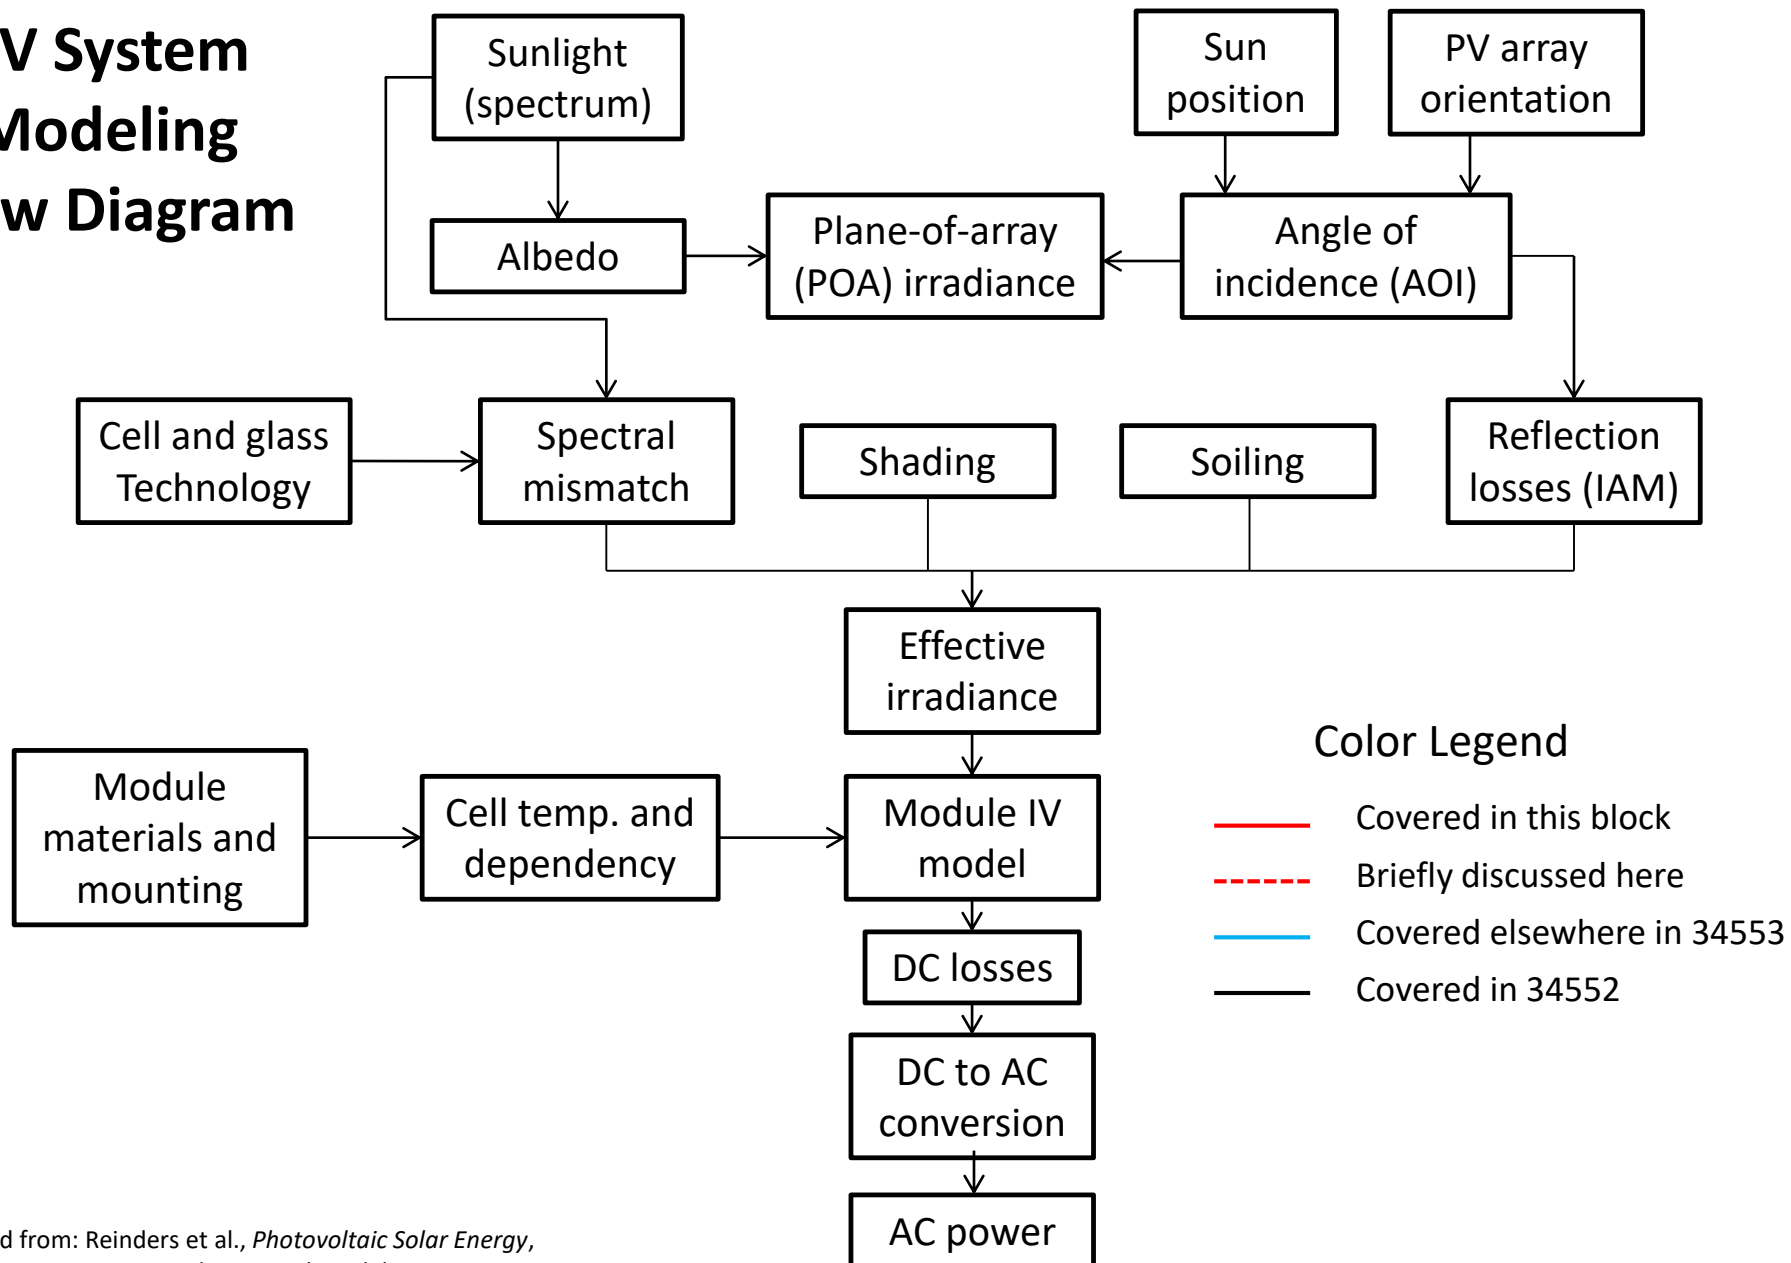 V System
Modeling
w Diagram
Sunlight
(spectrum)
Sun
position
PV array
orientation
Albedo
Plane-of-array
(POA) irradiance
Angle of
incidence (AOI)
Cell and glass
Technology
Spectral
mismatch
Shading
Soiling
Reflection
losses (IAM)
Effective
irradiance
Module
materials and
mounting
Cell temp. and
dependency
Module IV
model
Color Legend
Covered in this block
Briefly discussed here
Covered elsewhere in 34553
Covered in 34552
DC losses
DC to AC
conversion
AC power
d from: Reinders et al., Photovoltaic Solar Energy,